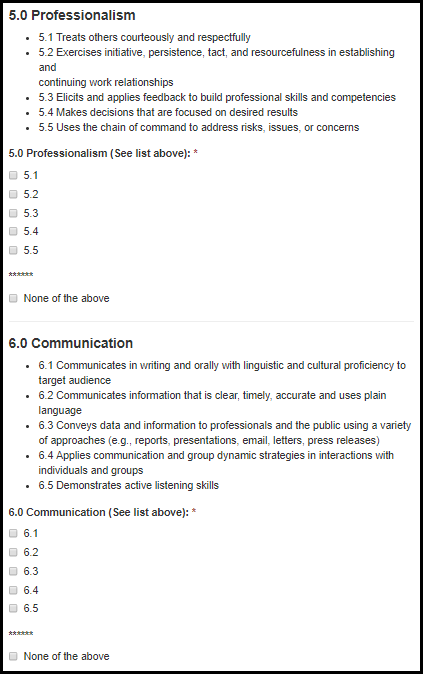 5.0 Professionalism
• 5.1 Treats others courteously and respectfully
• 5.2 Exercises initiative, persistence, tact, and resourcefulness in establishing
and
continuing work relationships
• 5.3 Elicits and applies feedback to build professional skills and competencies
• 5.4 Makes decisions that are focused on desired results
• 5.5 Uses the chain of command to address risks, issues, or concerns
5.0 Professionalism (See list above): *
5.1
5.2
5.3
5.4
5.5
******
None of the above
6.0 Communication
• 6.1 Communicates in writing and orally with linguistic and cultural proficiency to
target audience
• 6.2 Communicates information that is clear, timely, accurate and uses plain
language
• 6.3 Conveys data and information to professionals and the public using a variety
of approaches (e.g., reports, presentations, email, letters, press releases)
• 6.4 Applies communication and group dynamic strategies in interactions with
individuals and groups
• 6.5 Demonstrates active listening skills
6.0 Communication (See list above): *
6.1
6.2
6.3
6.4
6.5
******
None of the above